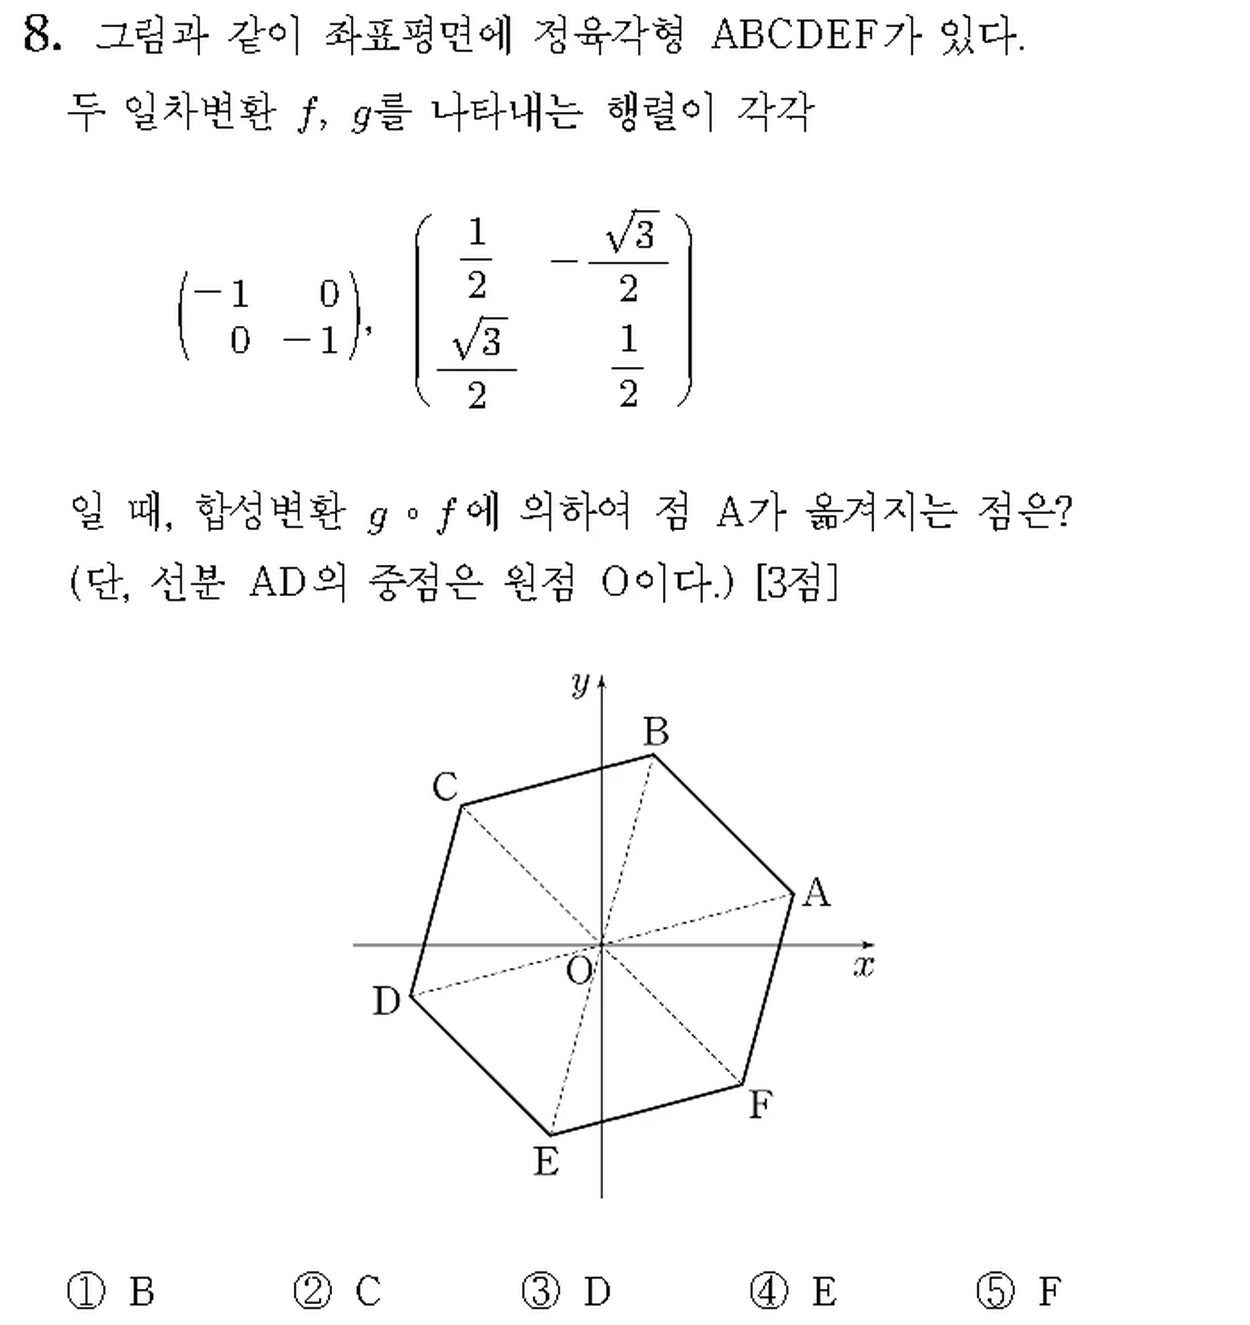 8. 그림과 같이 좌표평면에 정육각형 ABCDEF가 있다.
두 일차변환 f, g를 나타내는 행렬이 각각
(−1 0
0 −1), (1/2 −√3/2
√3/2 1/2)
일 때, 합성변환 g∘f에 의하여 점 A가 옮겨지는 점은?
(단, 선분 AD의 중점은 원점 O이다.) [3점]
y
B
C
A
O
x
D
F
E
① B ② C ③ D ④ E ⑤ F